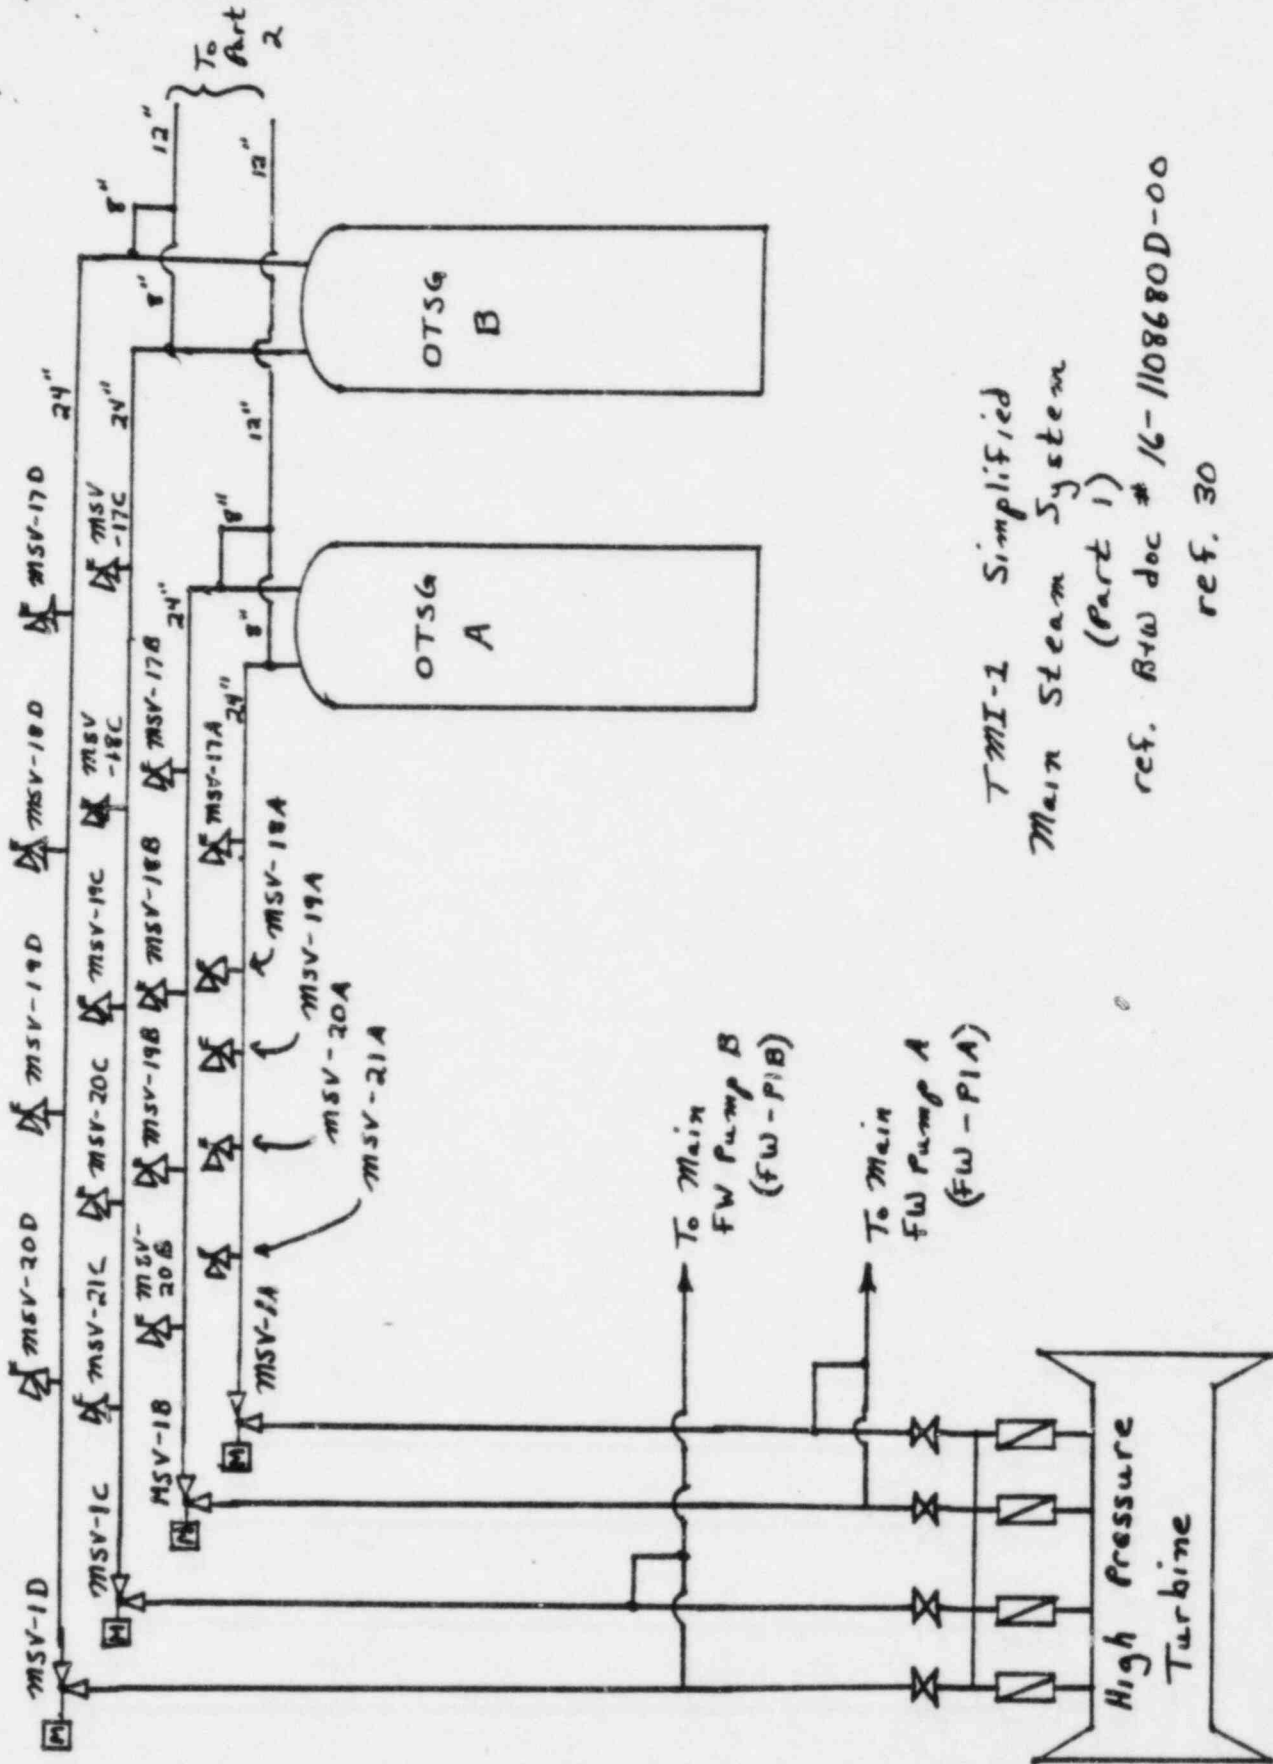 MSV-1D
MSV-20D
MSV-19D
MSV-18D
MSV-17D
24"
MSV-1C
MSV-21C
MSV-20C
MSV-19C
MSV
-18C
MSV
-17C
24"
8"
8"
12"
12"
To
Part
2
MSV-1B
MSV-
20B
MSV-19B
MSV-18B
MSV-17B
24"
8"
8"
12"
MSV-1A
MSV-17A
24"
MSV-18A
MSV-19A
MSV-20A
MSV-21A
M
M
M
M
OTSG
A
OTSG
B
To Main
FW Pump B
(FW-P1B)
To Main
FW Pump A
(FW-P1A)
High Pressure
Turbine
TMI-1 Simplified
Main Steam System
(Part 1)
ref. B+W doc # 16-1108680D-00
ref. 30